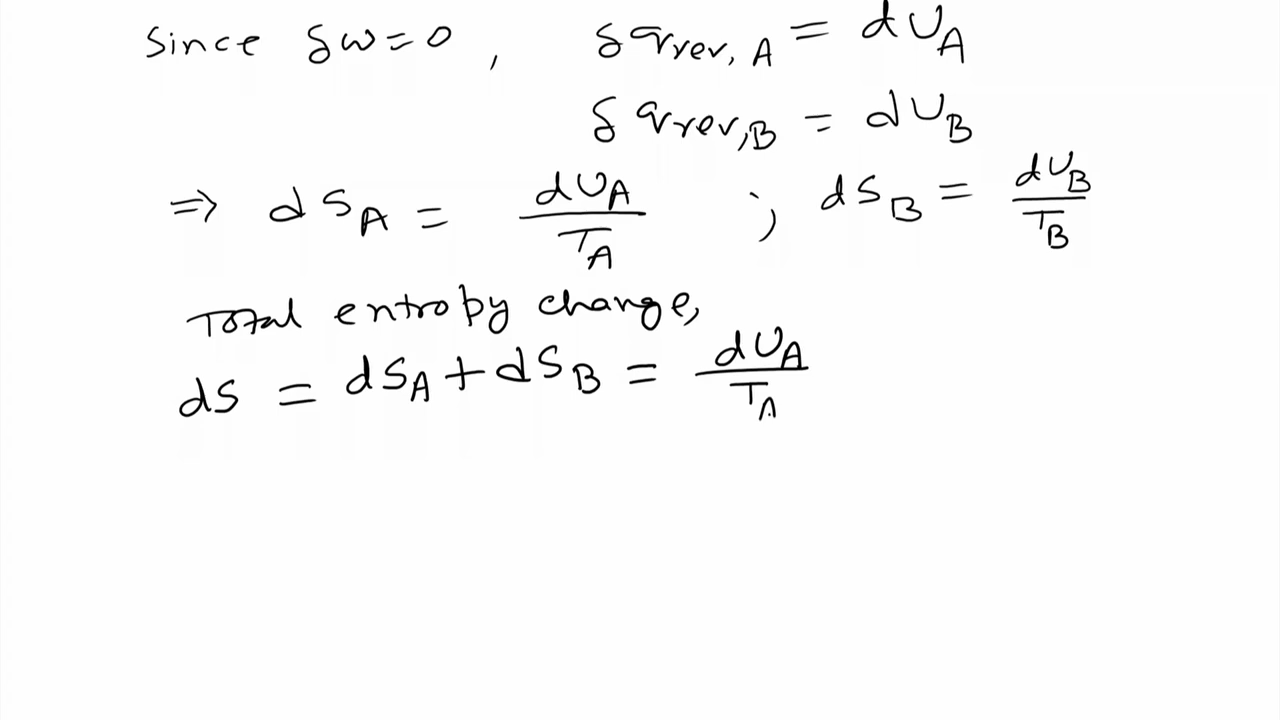 Since δw=0, δq_rev,A = dU_A
δq_rev,B = dU_B
⇒ dS_A = dU_A/T_A ; dS_B = dU_B/T_B
Total entropy change,
dS = dS_A + dS_B = dU_A/T_A